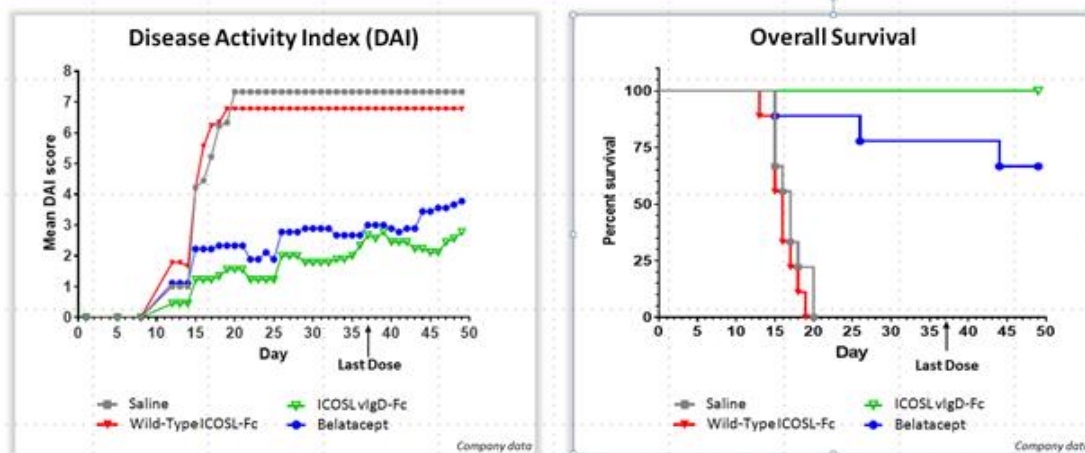 Disease Activity Index (DAI)
8
7
6
5
4
3
2
1
0
Mean DAI score
0 5 10 15 20 25 30 35 40 45 50
Day
Last Dose
Saline
ICOSL vIgD-Fc
Wild-Type ICOSL-Fc
Belatacept
Company data
Overall Survival
100
75
50
25
0
Percent survival
0 5 10 15 20 25 30 35 40 45 50
Day
Last Dose
Saline
ICOSL vIgD-Fc
Wild-Type ICOSL-Fc
Belatacept
Company data